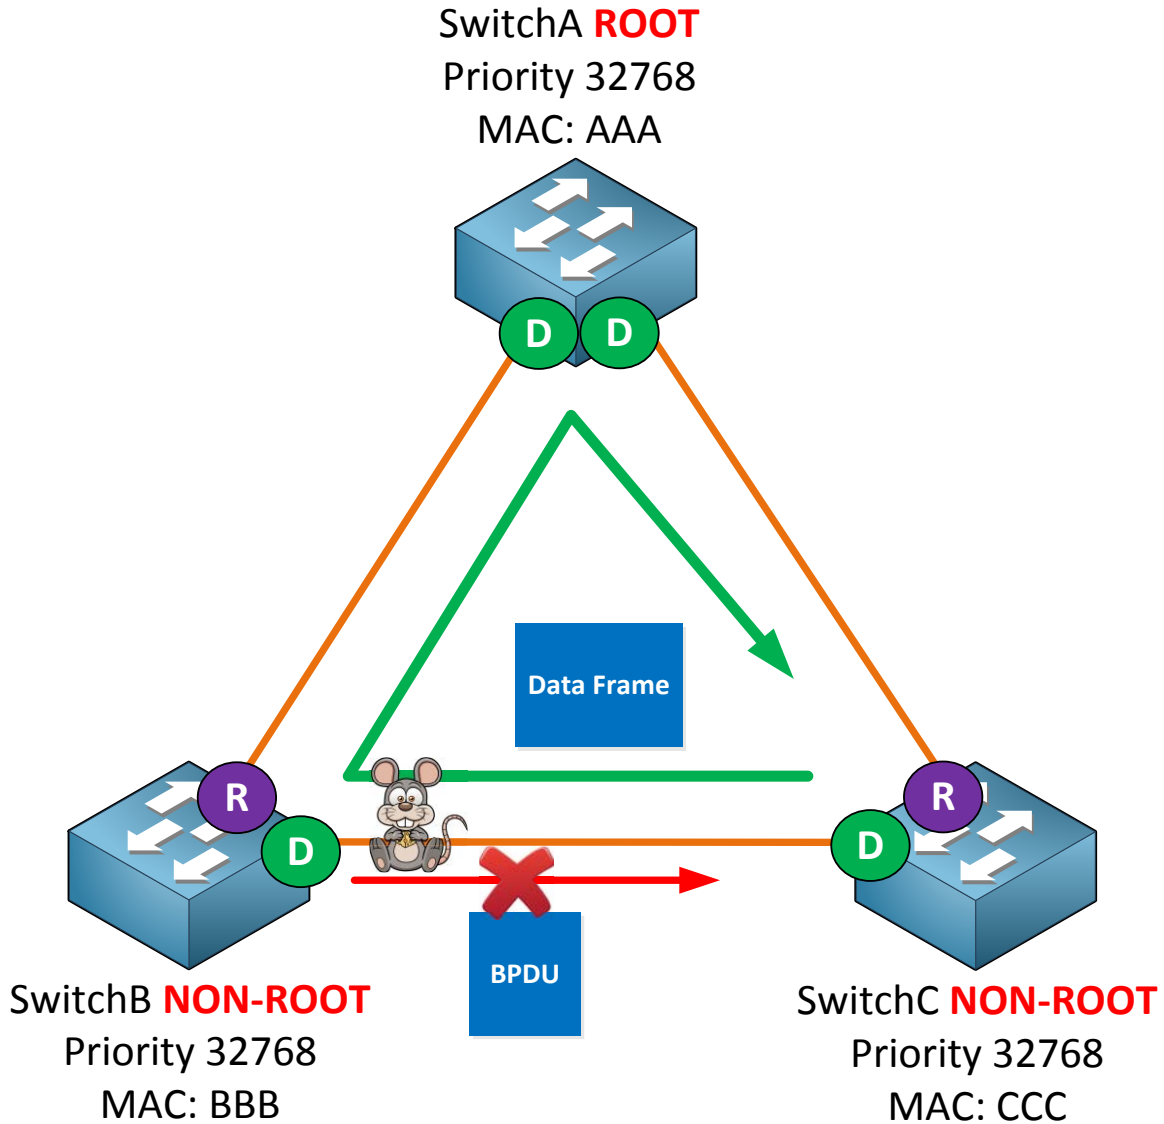 SwitchA ROOT
Priority 32768
MAC: AAA
D D
Data Frame
R
R
D
D
BPDU
SwitchB NON-ROOT
Priority 32768
MAC: BBB
SwitchC NON-ROOT
Priority 32768
MAC: CCC